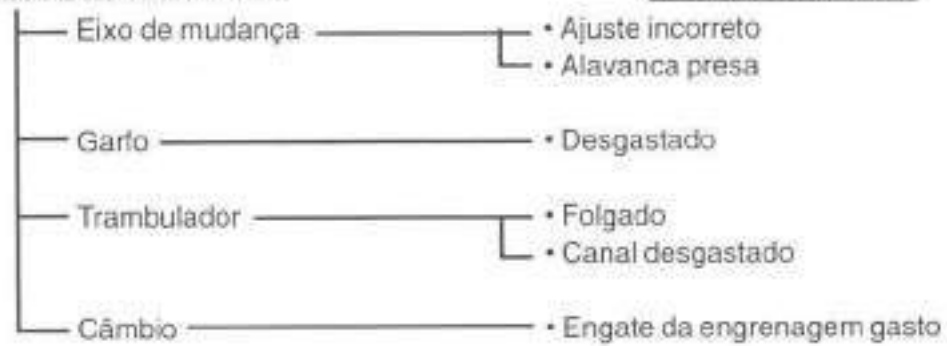 Eixo de mudança • Ajuste incorreto
• Alavanca presa
Garfo • Desgastado
Trambulador • Folgado
• Canal desgastado
Câmbio • Engate da engrenagem gasto